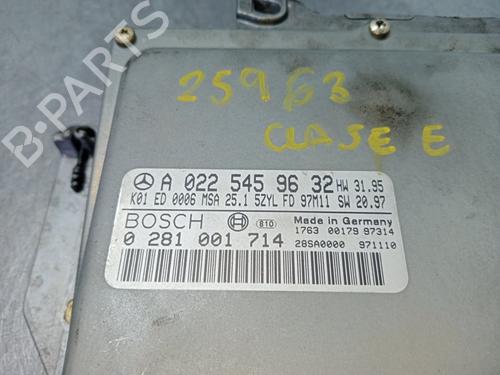 B-PARTS
25963
CLASE E
A 022 545 96 32 HW 31.95
K01 ED 0006 MSA 25.1 5ZYL FD 97M11 SW 20.97
BOSCH 810 Made in Germany
1763 00179 97314
0 281 001 714 28SA0000 971110